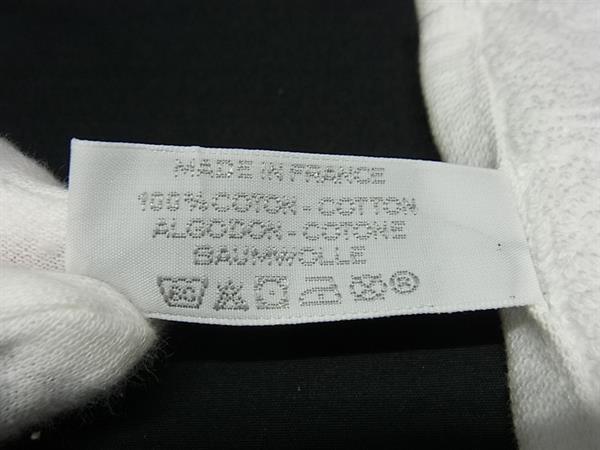 MADE IN FRANCE
100% COTON - COTTON
ALGODON - COTONE
BAUMWOLLE
®